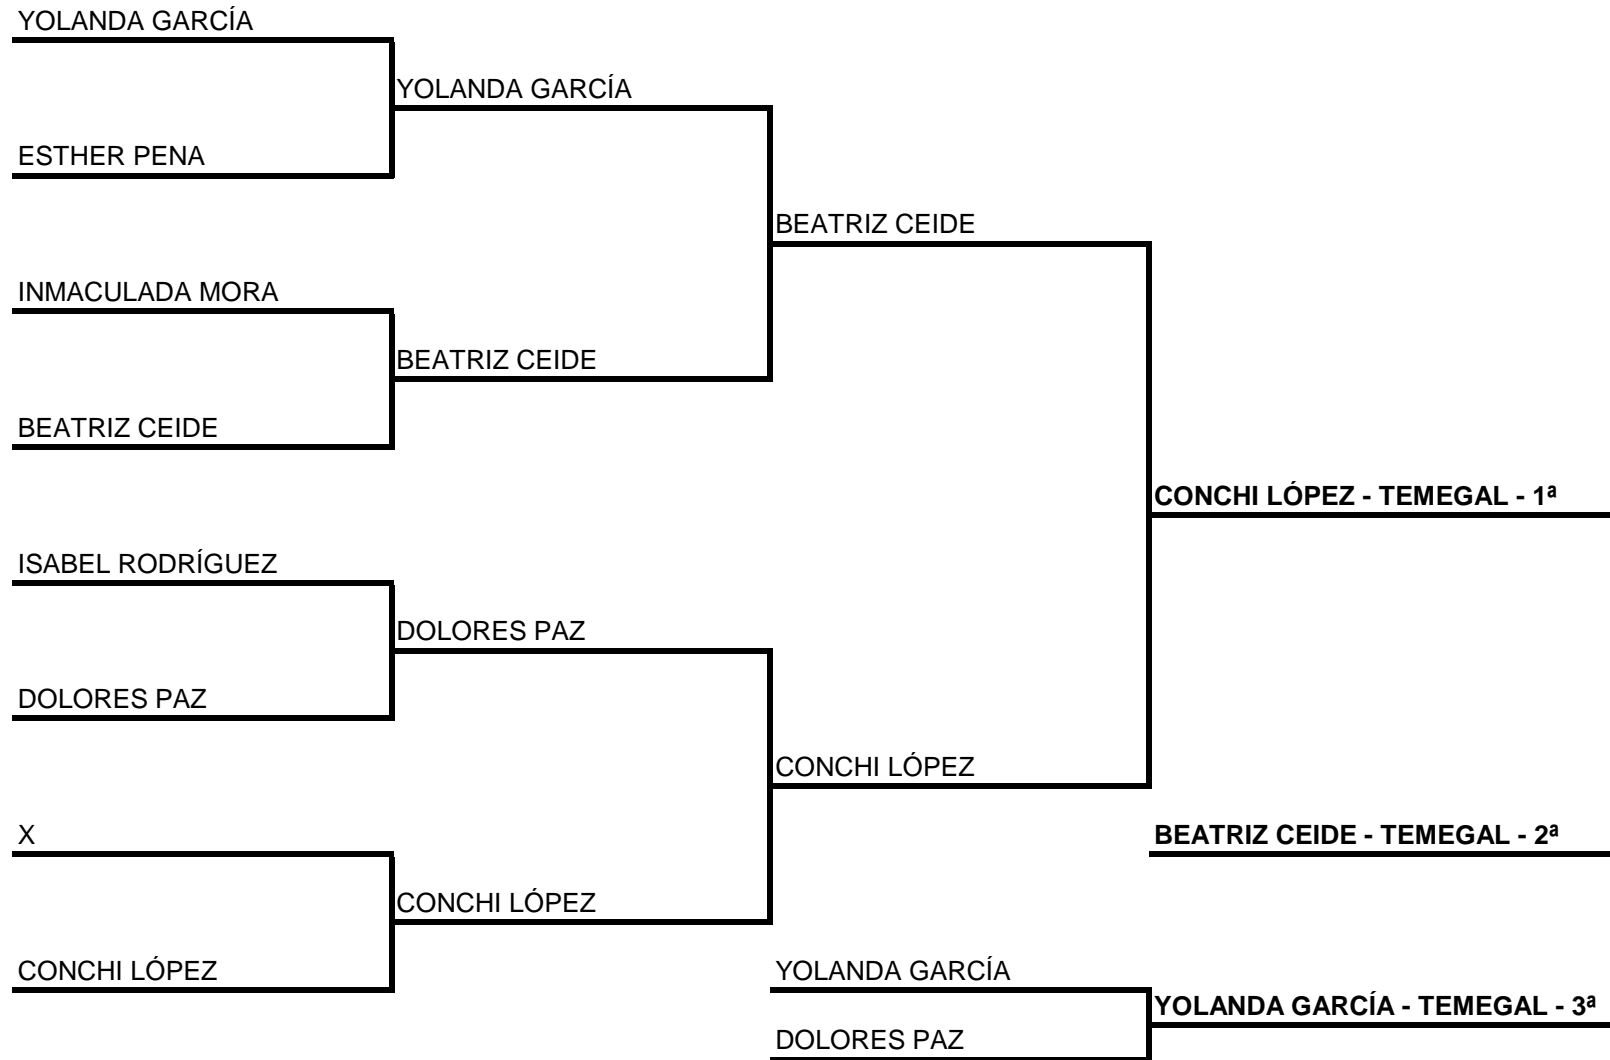 YOLANDA GARCÍA
YOLANDA GARCÍA
ESTHER PENA
BEATRIZ CEIDE
INMACULADA MORA
BEATRIZ CEIDE
BEATRIZ CEIDE
CONCHI LÓPEZ - TEMEGAL - 1ª
ISABEL RODRÍGUEZ
DOLORES PAZ
DOLORES PAZ
CONCHI LÓPEZ
X
BEATRIZ CEIDE - TEMEGAL - 2ª
CONCHI LÓPEZ
CONCHI LÓPEZ
YOLANDA GARCÍA
YOLANDA GARCÍA - TEMEGAL - 3ª
DOLORES PAZ